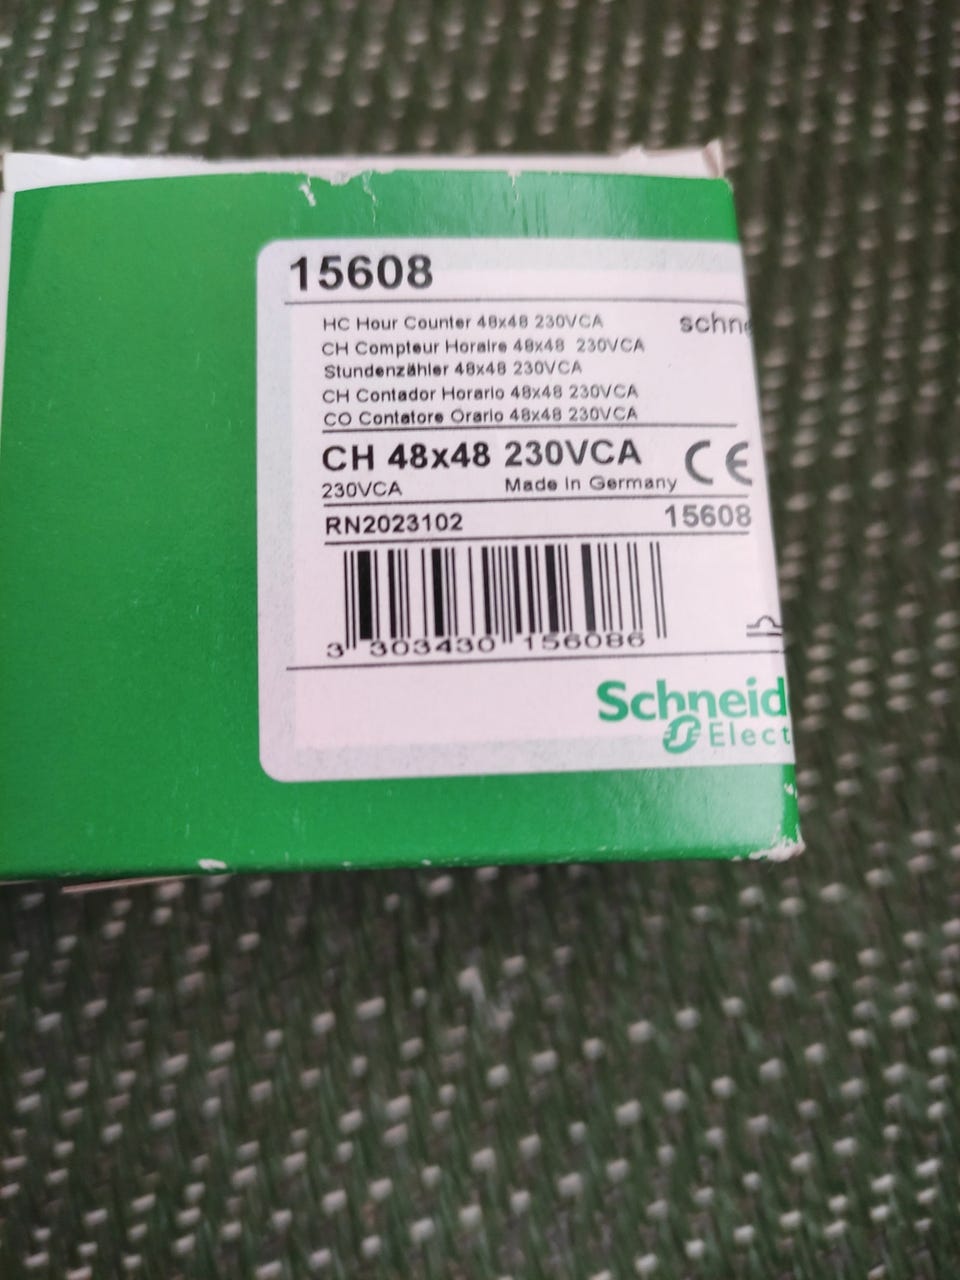 15608
HC Hour Counter 48x48 230VCA
schne
CH Compteur Horaire 48x48 230VCA
Stundenzähler 48x48 230VCA
CH Contador Horario 48x48 230VCA
CO Contatore Orario 48x48 230VCA
CH 48x48 230VCA CE
230VCA Made in Germany
RN2023102 15608
3 303430 156086
Schneid
Elect